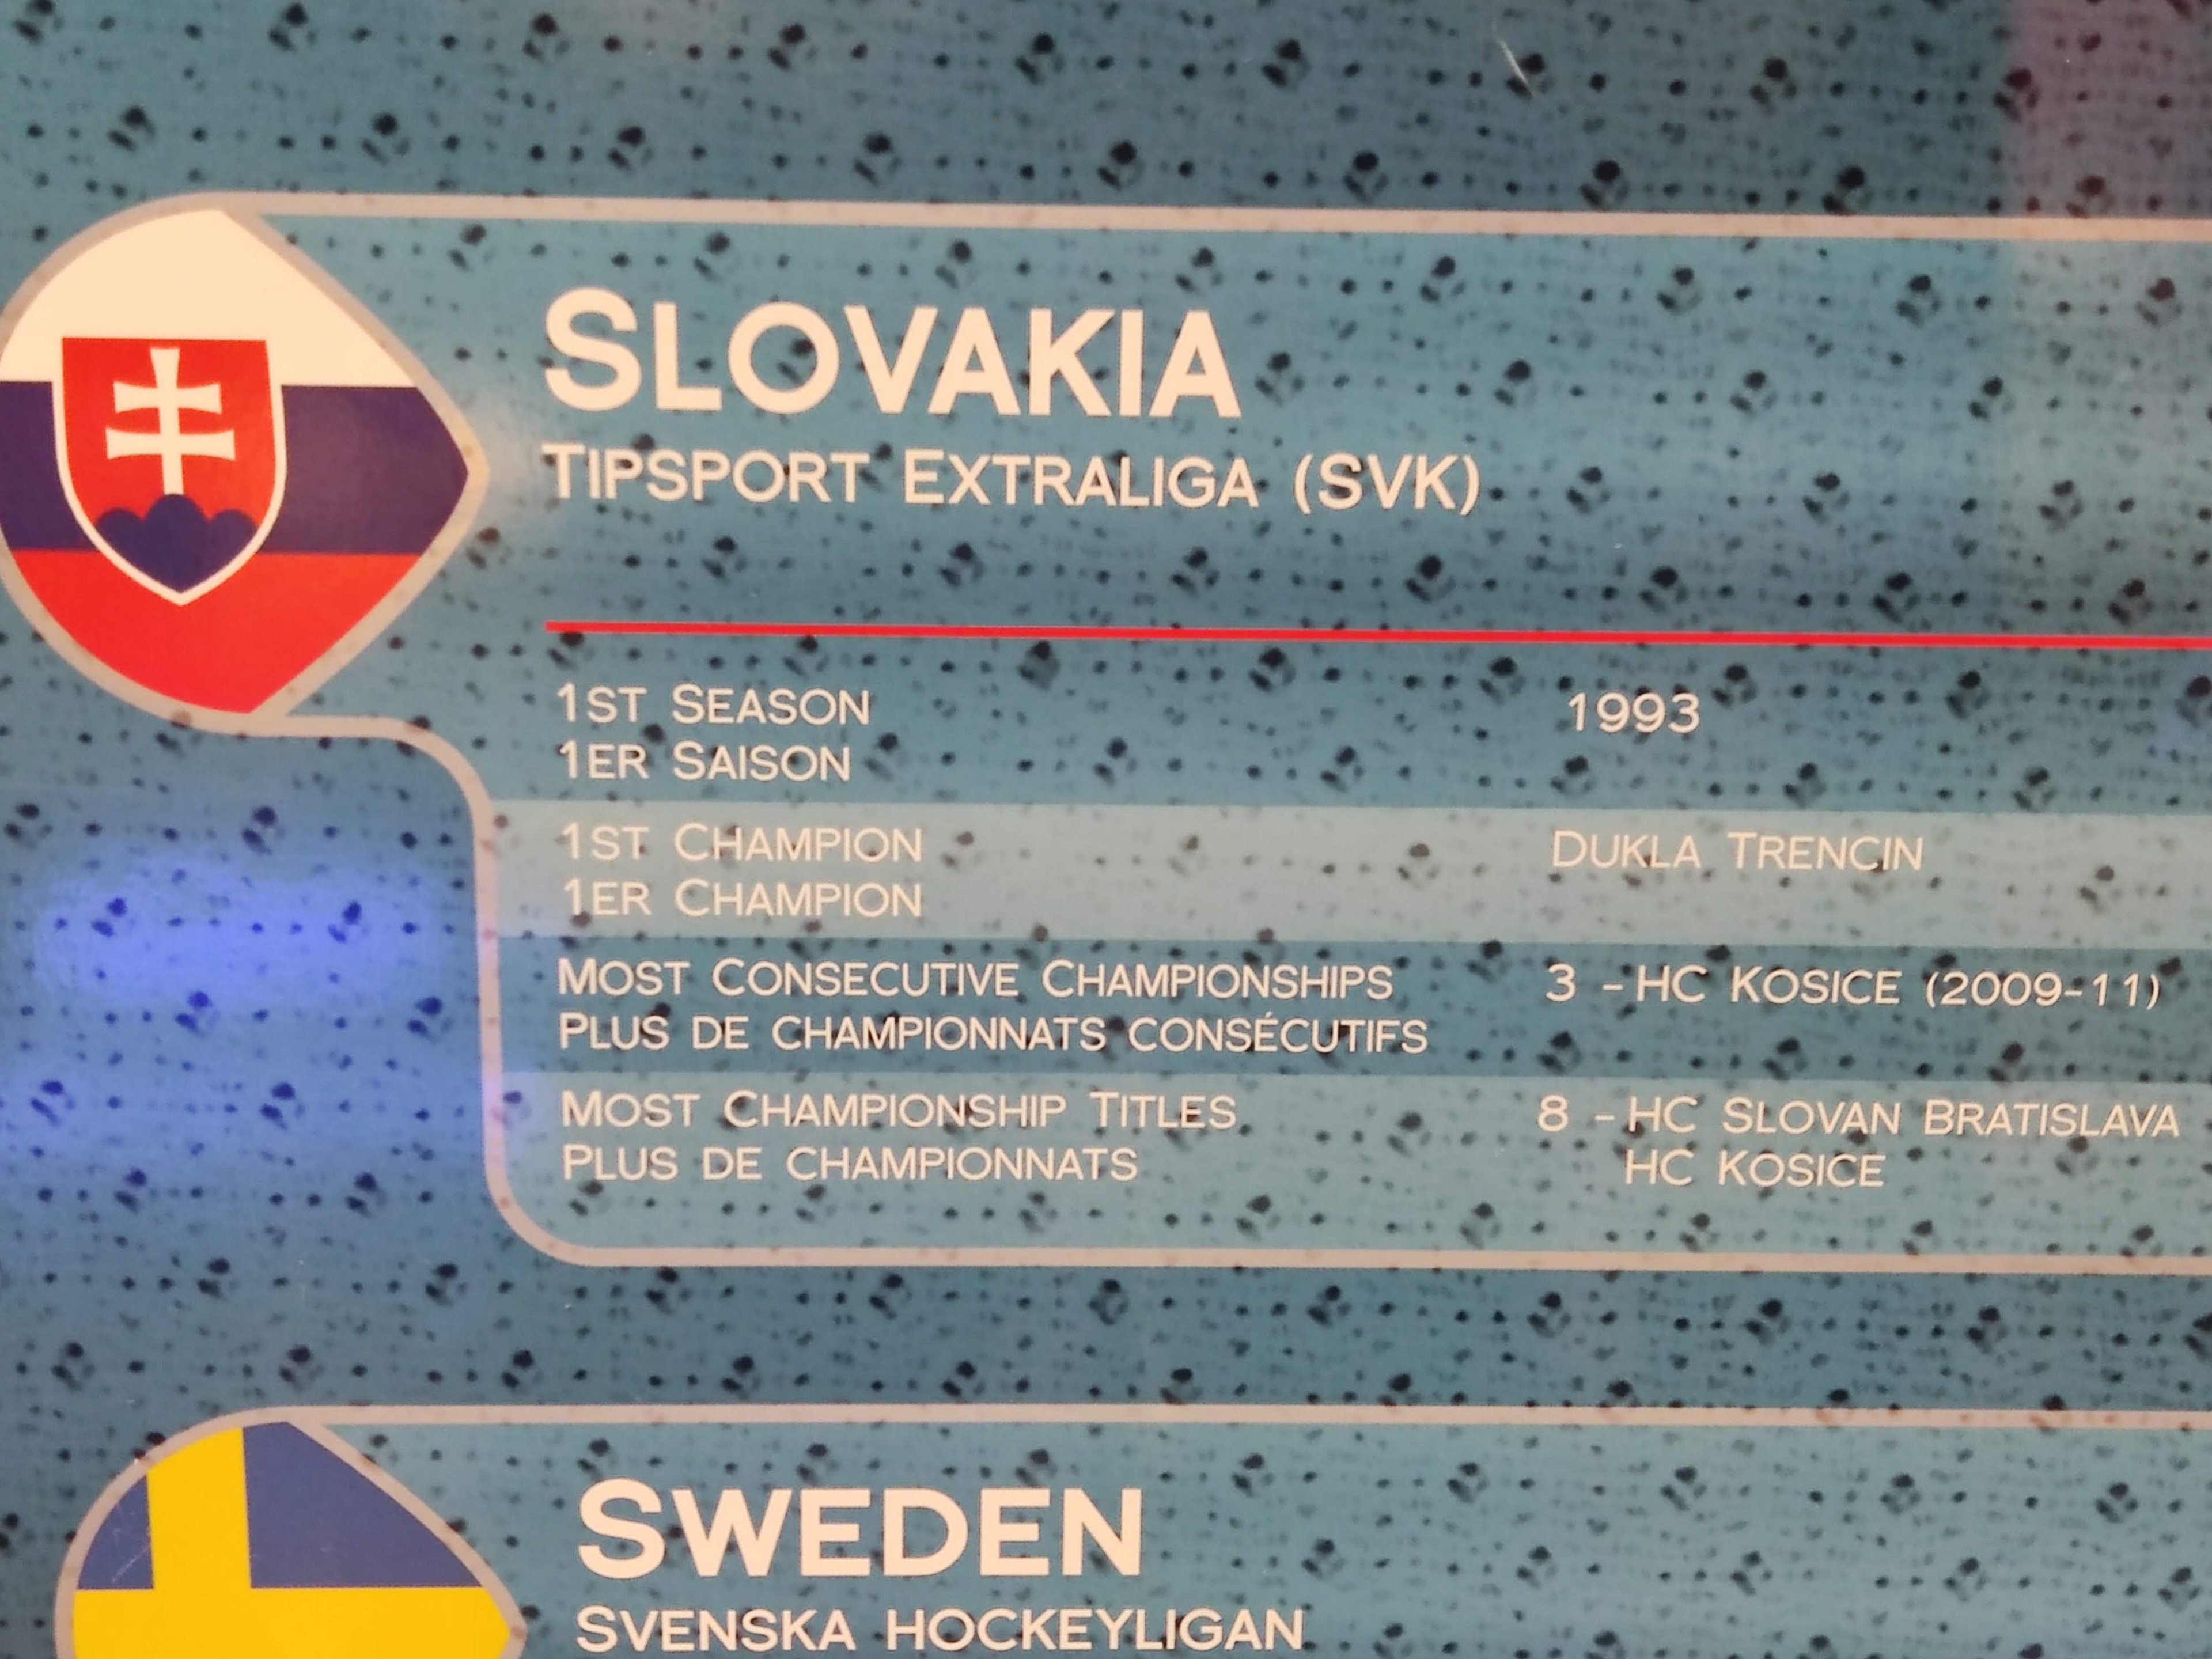 SLOVAKIA
TIPSPORT EXTRALIGA (SVK)
1ST SEASON 1993
1ER SAISON
1ST CHAMPION DUKLA TRENCIN
1ER CHAMPION
MOST CONSECUTIVE CHAMPIONSHIPS 3 - HC KOSICE (2009-11)
PLUS DE CHAMPIONNATS CONSÉCUTIFS
MOST CHAMPIONSHIP TITLES 8 - HC SLOVAN BRATISLAVA
PLUS DE CHAMPIONNATS HC KOSICE
SWEDEN
SVENSKA HOCKEYLIGAN